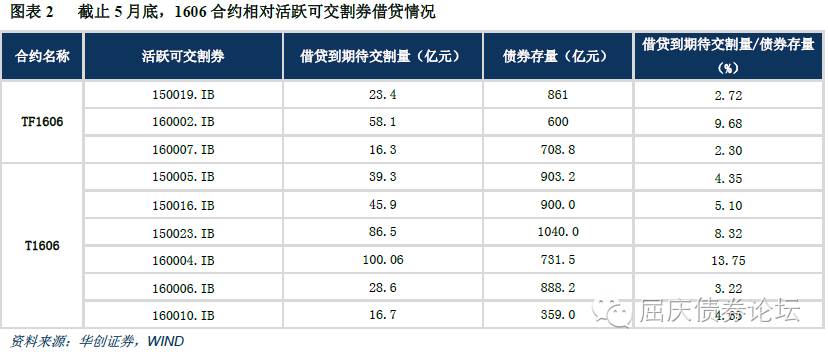 图表 2 截止 5 月底，1606 合约相对活跃可交割券借贷情况
合约名称 活跃可交割券 借贷到期待交割量（亿元） 债券存量（亿元） 借贷到期待交割量/债券存量（%）
TF1606
150019.IB 23.4 861 2.72
160002.IB 58.1 600 9.68
160007.IB 16.3 708.8 2.30
T1606
150005.IB 39.3 903.2 4.35
150016.IB 45.9 900.0 5.10
150023.IB 86.5 1040.0 8.32
160004.IB 100.06 731.5 13.75
160006.IB 28.6 888.2 3.22
160010.IB 16.7 359.0 4.65
屈庆债券论坛
资料来源：华创证券，WIND